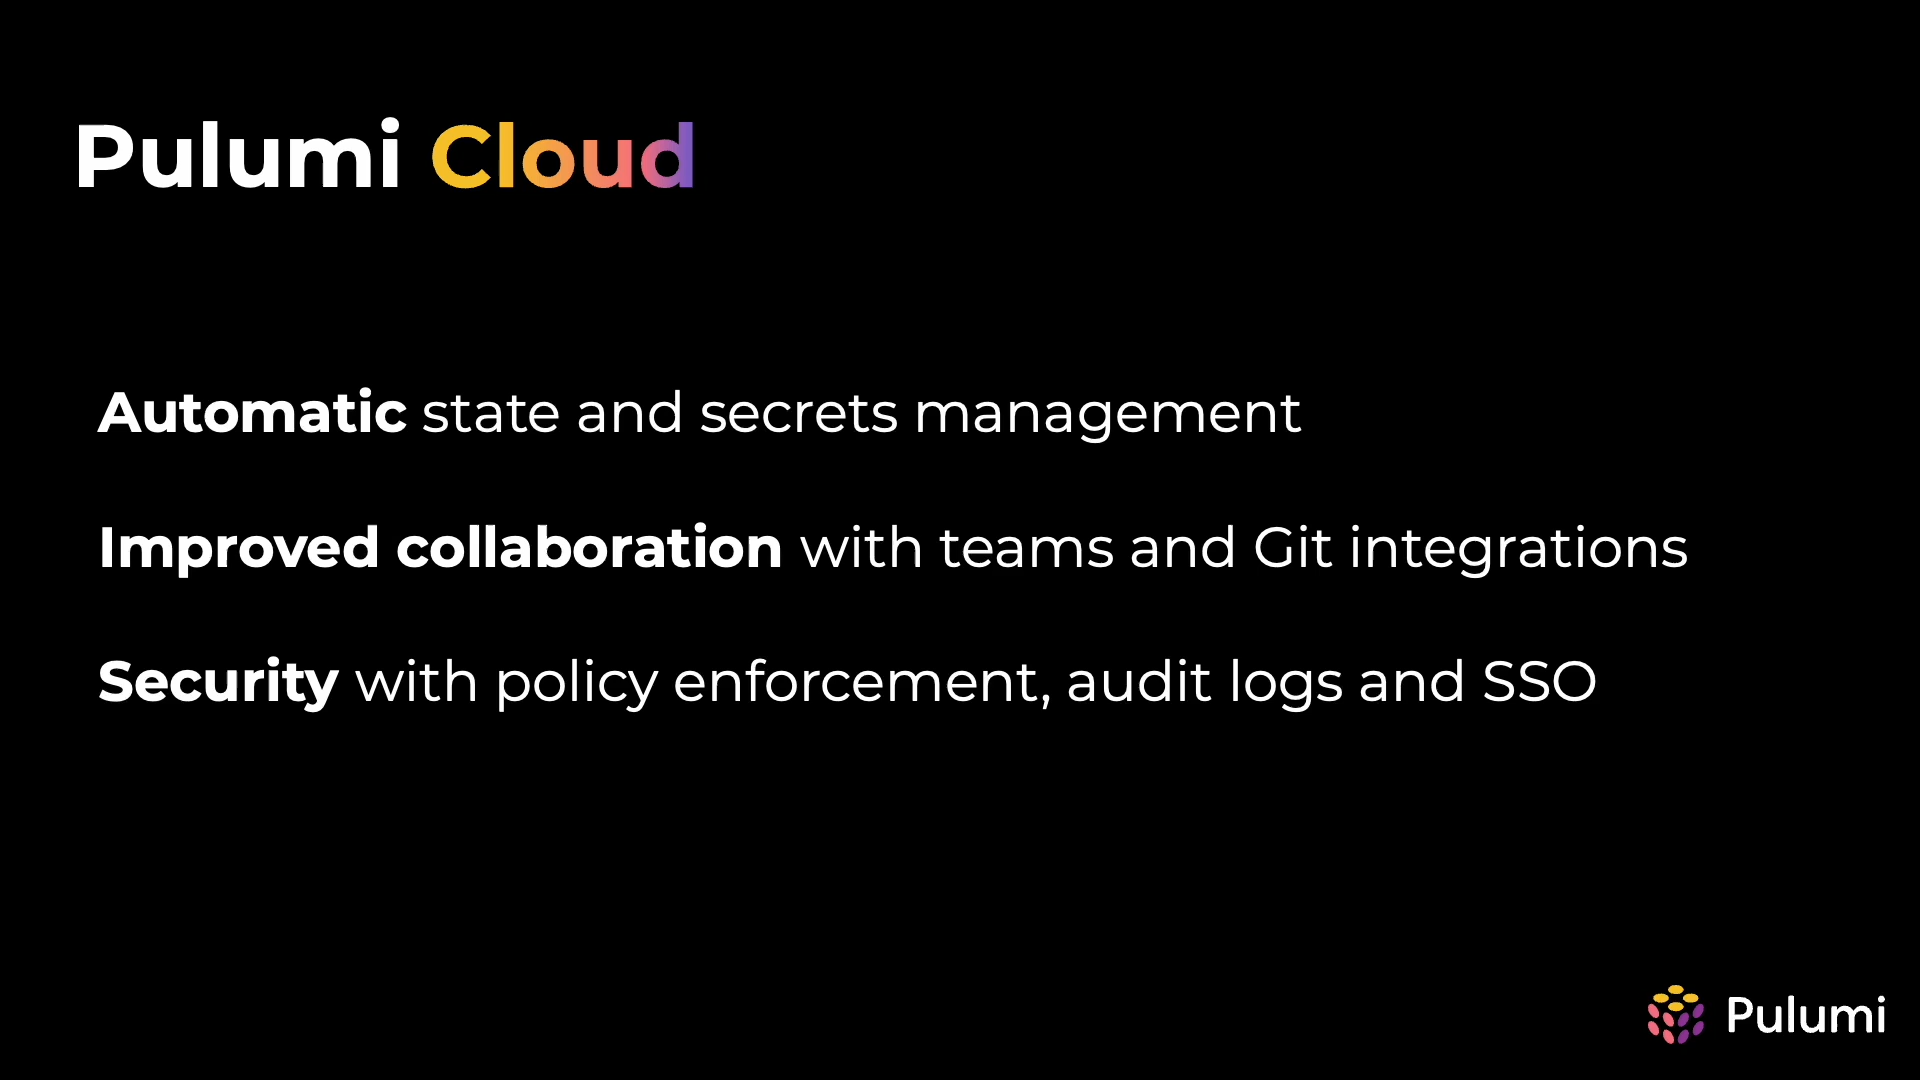 Pulumi Cloud
Automatic state and secrets management
Improved collaboration with teams and Git integrations
Security with policy enforcement, audit logs and SSO
Pulumi